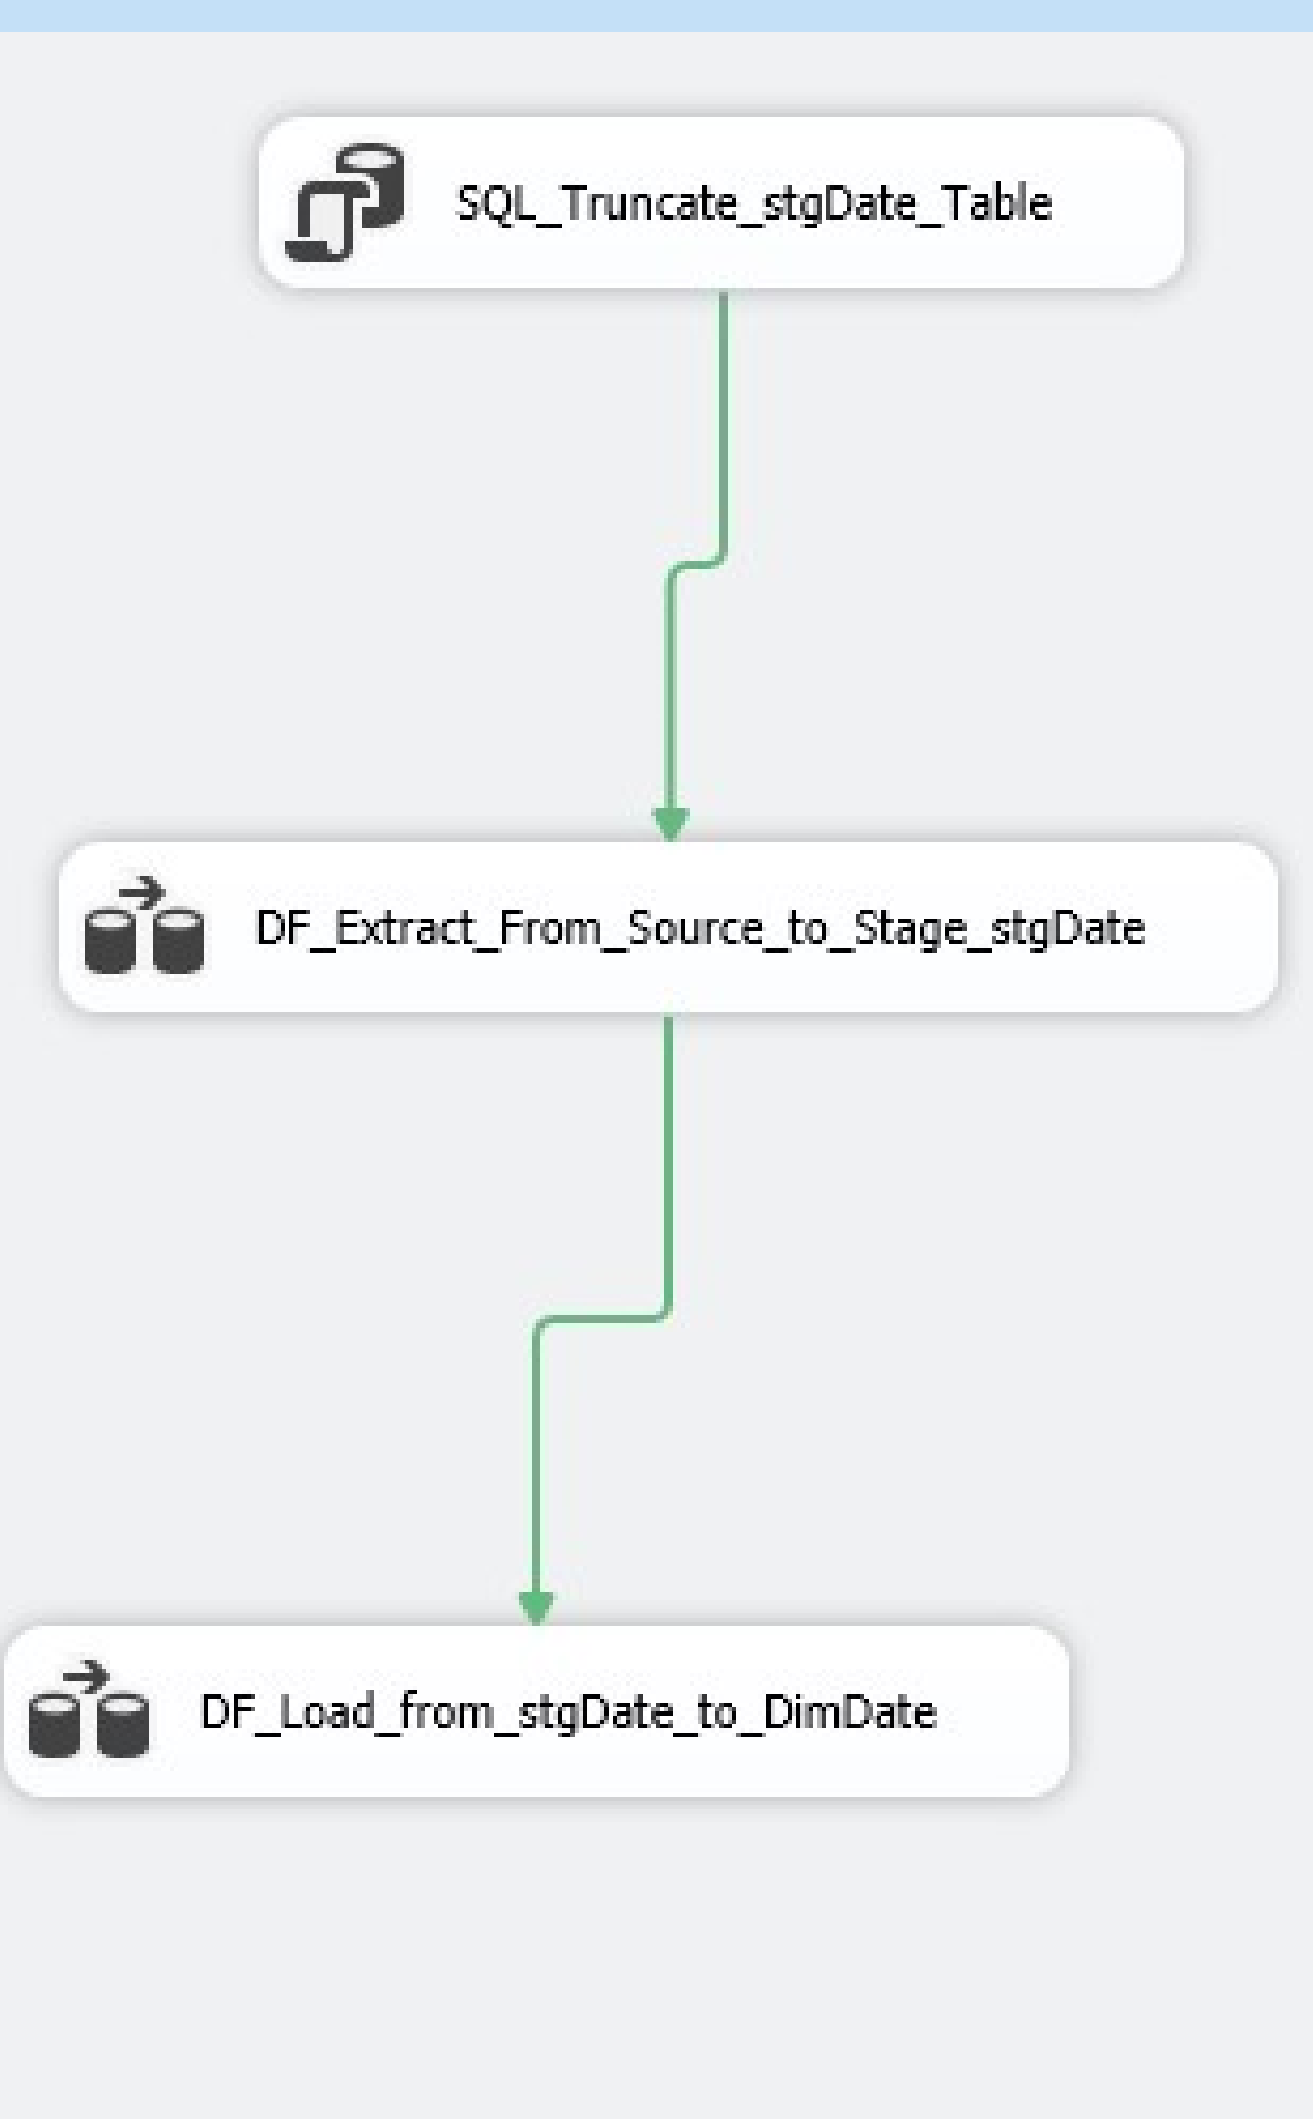 SQL_Truncate_stgDate_Table
DF_Extract_From_Source_to_Stage_stgDate
DF_Load_from_stgDate_to_DimDate